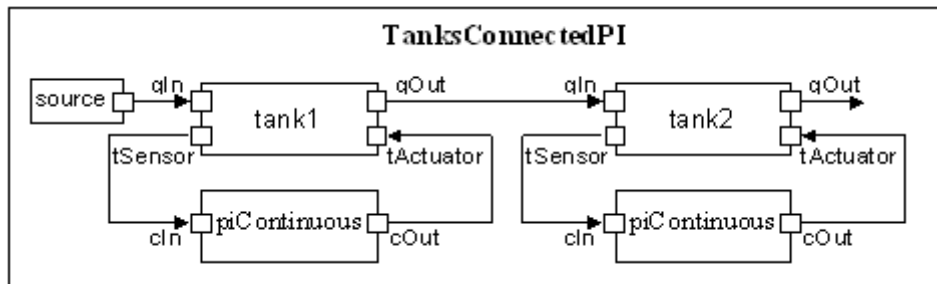 TanksConnectedPI
qIn qOut qIn qOut
source tank1 tank2
tSensor tActuator tSensor tActuator
piContinuous piContinuous
cIn cOut cIn cOut